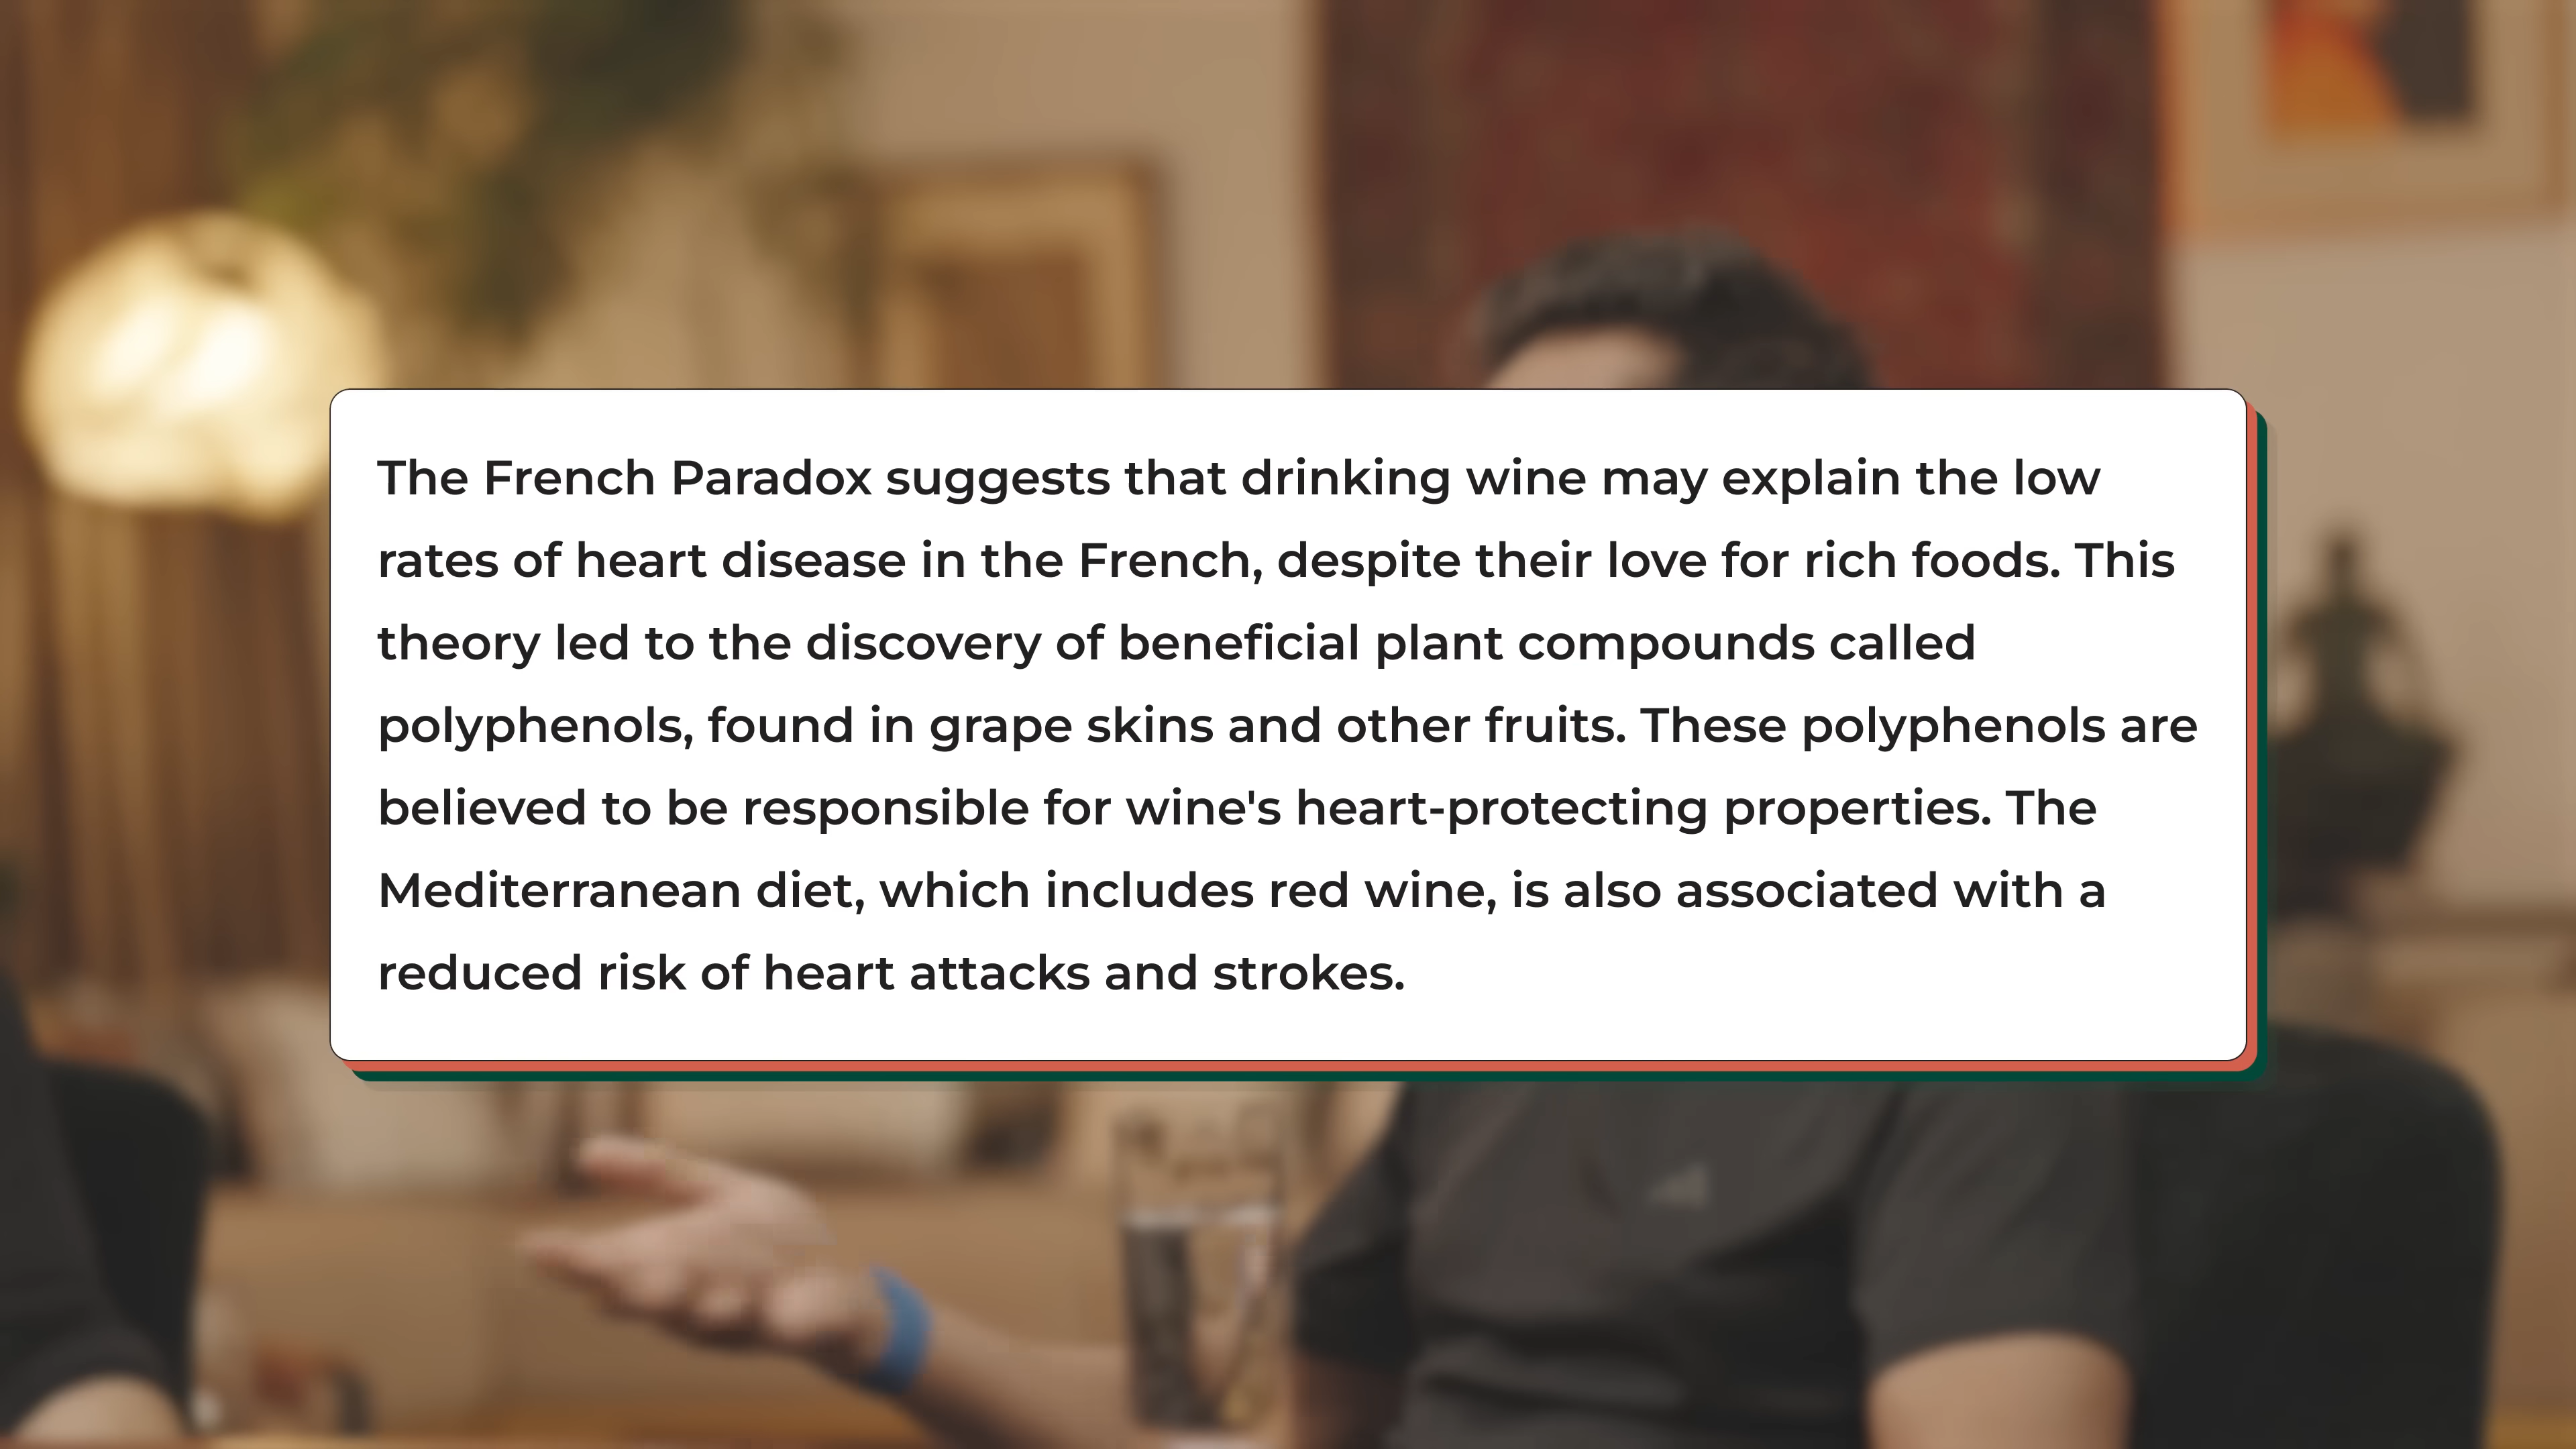 The French Paradox suggests that drinking wine may explain the low
rates of heart disease in the French, despite their love for rich foods. This
theory led to the discovery of beneficial plant compounds called
polyphenols, found in grape skins and other fruits. These polyphenols are
believed to be responsible for wine's heart-protecting properties. The
Mediterranean diet, which includes red wine, is also associated with a
reduced risk of heart attacks and strokes.